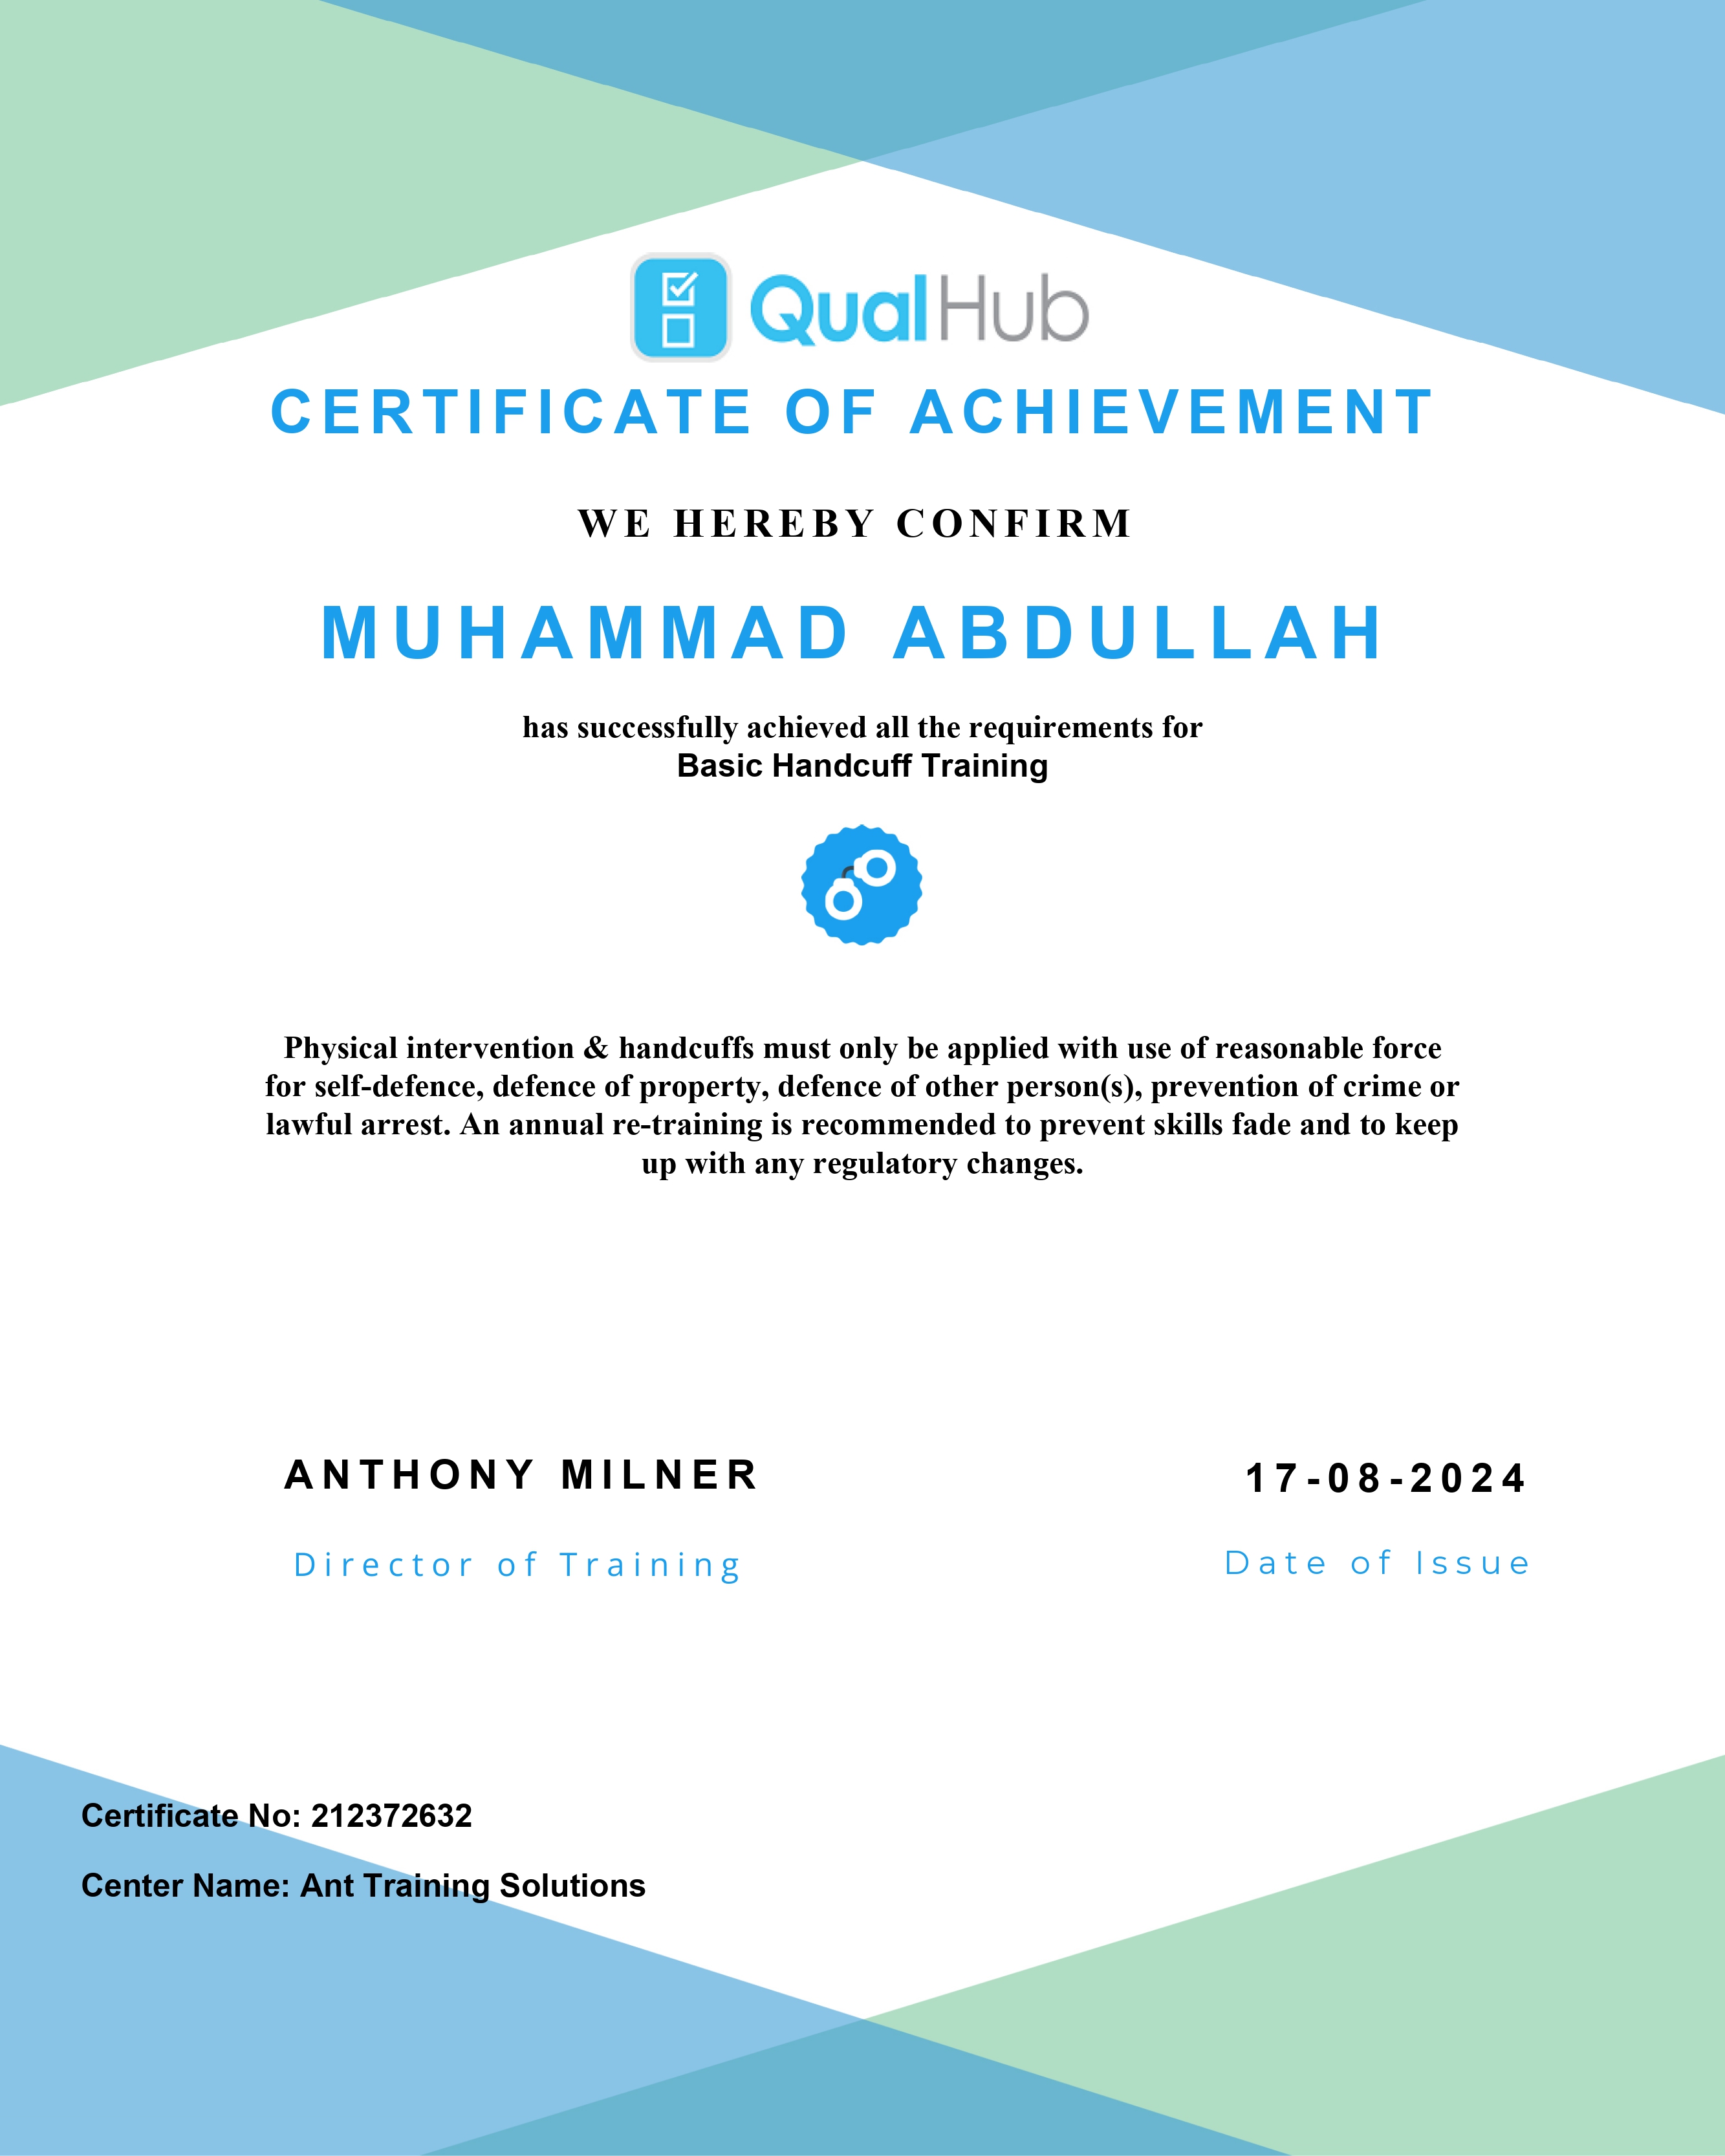 QualHub
CERTIFICATE OF ACHIEVEMENT
WE HEREBY CONFIRM
MUHAMMAD ABDULLAH
has successfully achieved all the requirements for
Basic Handcuff Training
Physical intervention & handcuffs must only be applied with use of reasonable force
for self-defence, defence of property, defence of other person(s), prevention of crime or
lawful arrest. An annual re-training is recommended to prevent skills fade and to keep
up with any regulatory changes.
ANTHONY MILNER
17-08-2024
Director of Training
Date of Issue
Certificate No: 212372632
Center Name: Ant Training Solutions